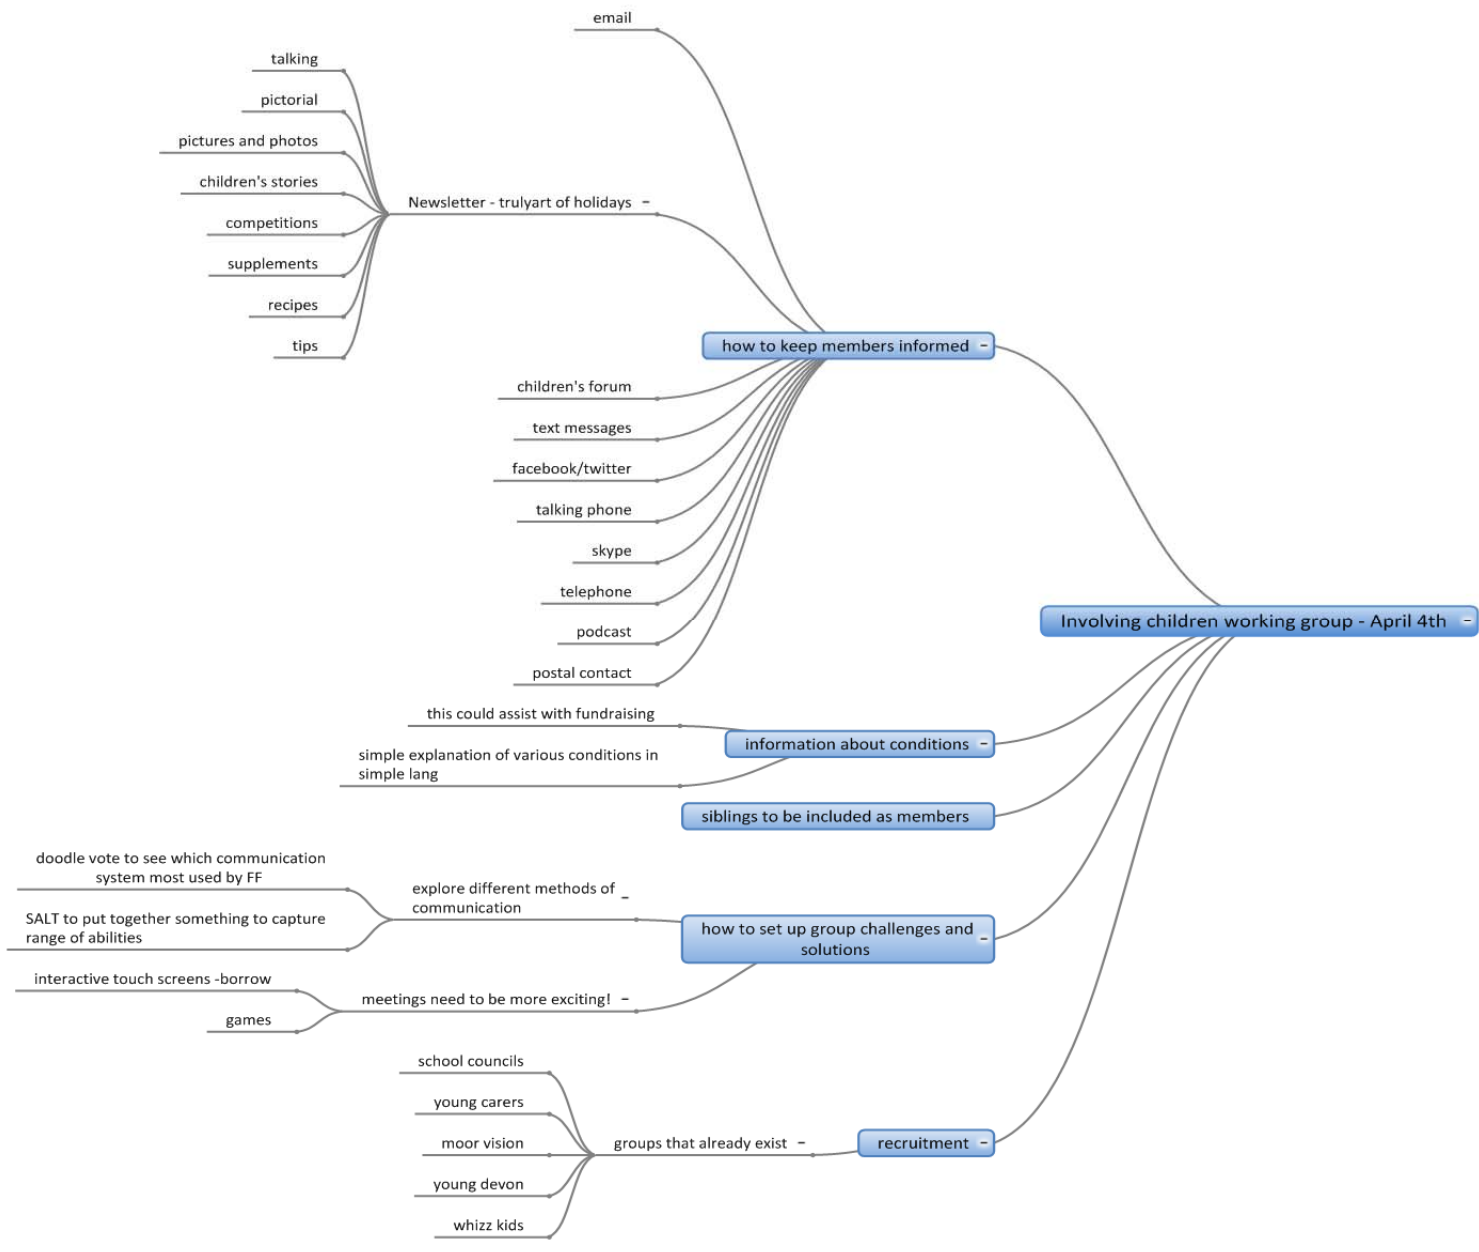 email
talking
pictorial
pictures and photos
children's stories
competitions
supplements
recipes
tips
Newsletter - trulyart of holidays
how to keep members informed
children's forum
text messages
facebook/twitter
talking phone
skype
telephone
podcast
postal contact
Involving children working group - April 4th
this could assist with fundraising
information about conditions
simple explanation of various conditions in
simple lang
siblings to be included as members
doodle vote to see which communication
system most used by FF
explore different methods of
communication
SALT to put together something to capture
range of abilities
how to set up group challenges and
solutions
interactive touch screens -borrow
meetings need to be more exciting!
games
school councils
young carers
moor vision
young devon
whizz kids
groups that already exist
recruitment